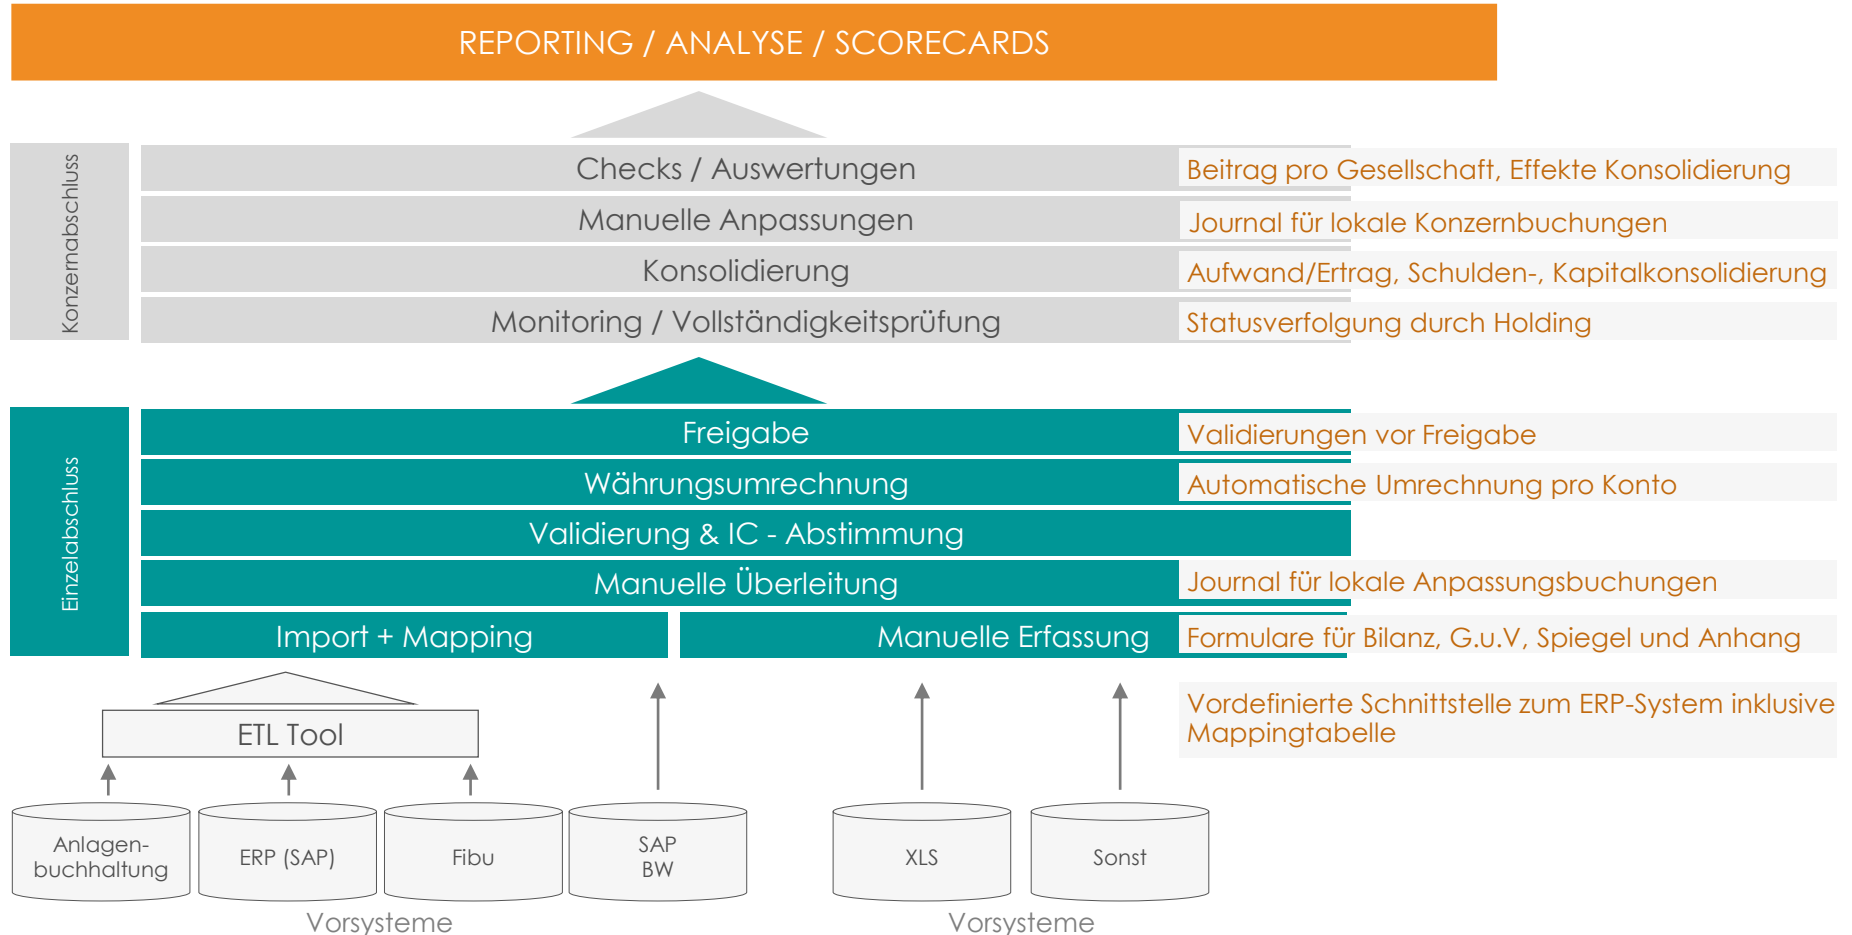 REPORTING / ANALYSE / SCORECARDS
Konzernabschluss
Checks / Auswertungen
Beitrag pro Gesellschaft, Effekte Konsolidierung
Manuelle Anpassungen
Journal für lokale Konzernbuchungen
Konsolidierung
Aufwand/Ertrag, Schulden-, Kapitalkonsolidierung
Monitoring / Vollständigkeitsprüfung
Statusverfolgung durch Holding
Einzelabschluss
Freigabe
Validierungen vor Freigabe
Währungsumrechnung
Automatische Umrechnung pro Konto
Validierung & IC - Abstimmung
Manuelle Überleitung
Journal für lokale Anpassungsbuchungen
Import + Mapping
Manuelle Erfassung
Formulare für Bilanz, G.u.V, Spiegel und Anhang
Vordefinierte Schnittstelle zum ERP-System inklusive
Mappingtabelle
ETL Tool
Anlagen-
buchhaltung
ERP (SAP)
Fibu
SAP
BW
XLS
Sonst
Vorsysteme
Vorsysteme